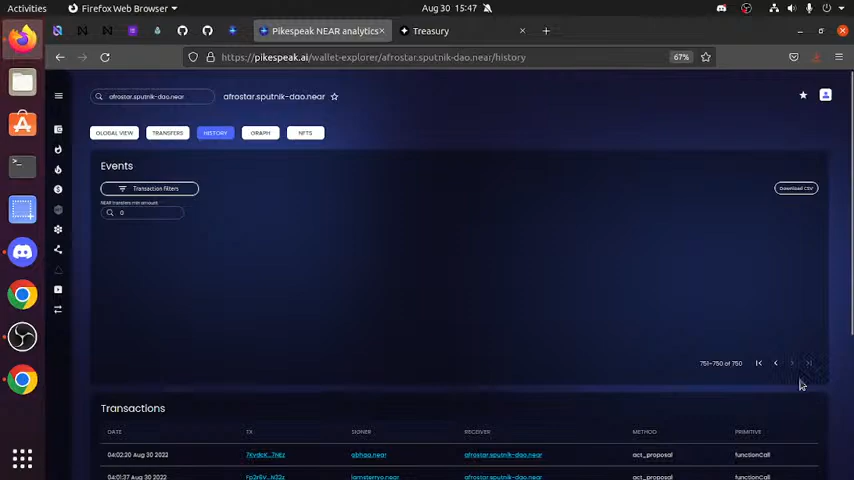 Activities
Firefox Web Browser
Aug 30 15:47
Pikespeak NEAR analytics
Treasury
https://pikespeak.ai/wallet-explorer/afrostar.sputnik-dao.near/history
67%
afrostar.sputnik-dao.near
afrostar.sputnik-dao.near
GLOBAL VIEW
TRANSFERS
HISTORY
GRAPH
NFTS
Events
Transaction filters
Download CSV
NEAR transfers min amount
0
751–750 of 750
Transactions
DATE TX SIGNER RECEIVER METHOD PRIMITIVE
04:02:20 Aug 30 2022 abhaa.near afrostar.sputnik-dao.near act_proposal functionCall
04:01:37 Aug 30 2022 iamsterryo.near afrostar.sputnik-dao.near act_proposal functionCall